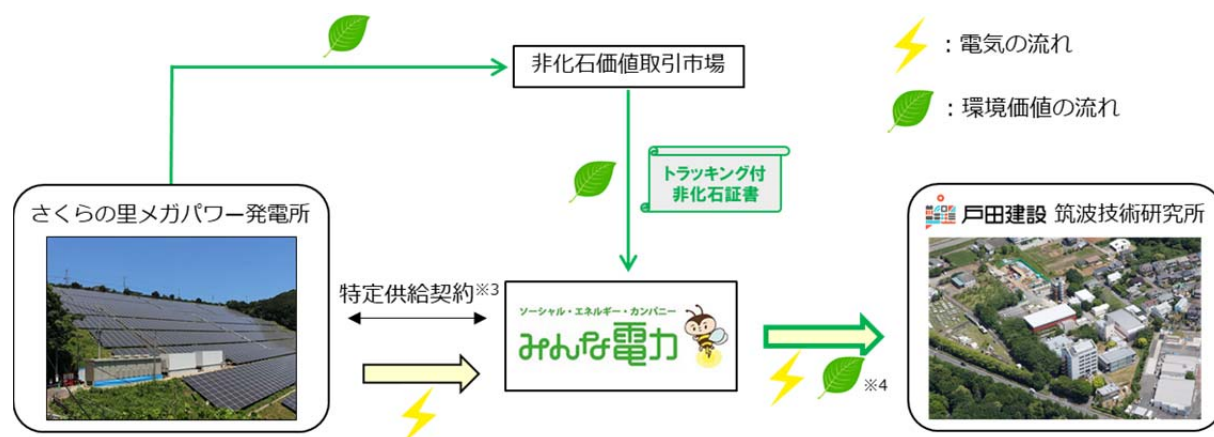 非化石価値取引市場
：電気の流れ
：環境価値の流れ
トラッキング付
非化石証書
さくらの里メガパワー発電所
戸田建設 筑波技術研究所
特定供給契約※3
ソーシャル・エネルギー・カンパニー
みんな電力
※4